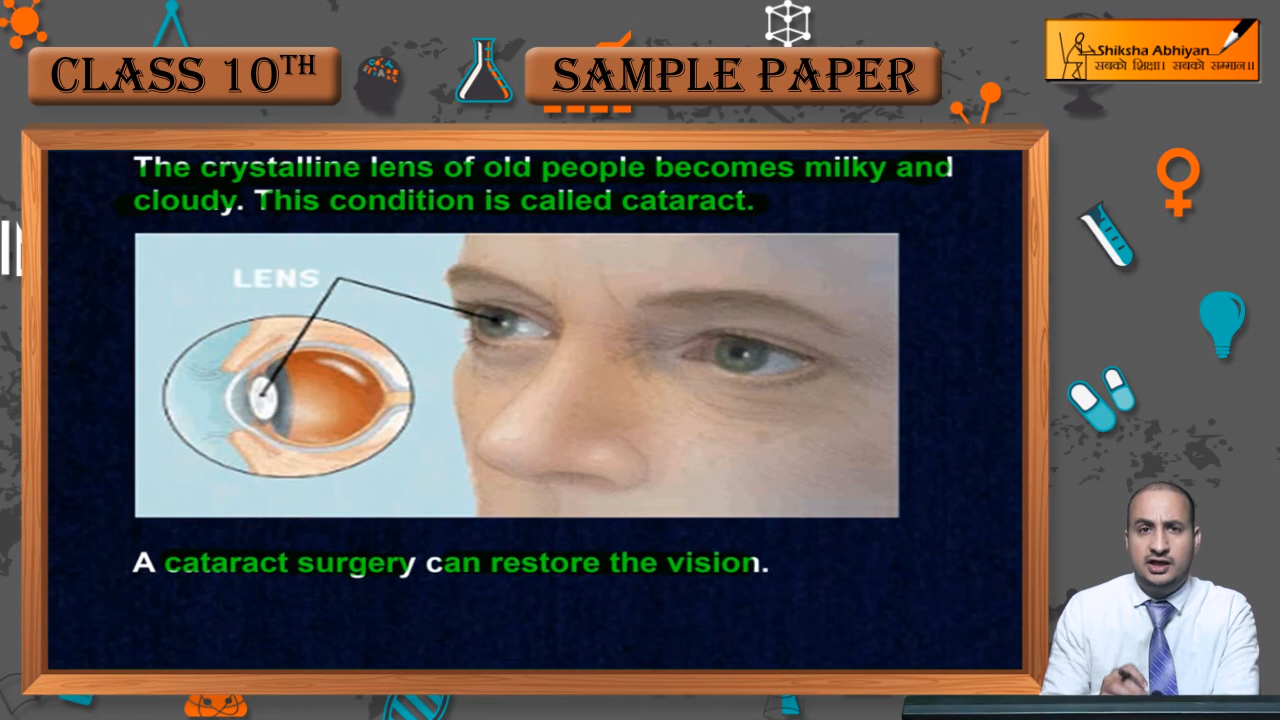 CLASS 10TH
SAMPLE PAPER
Shiksha Abhiyan
सबको शिक्षा। सबको सम्मान॥
The crystalline lens of old people becomes milky and
cloudy. This condition is called cataract.
LENS
A cataract surgery can restore the vision.